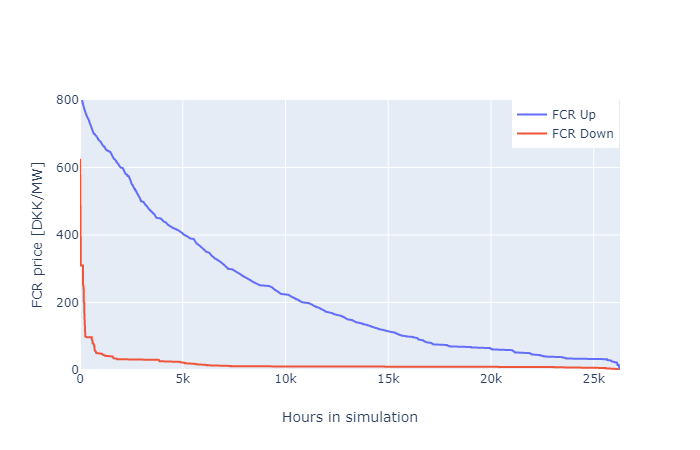 800
600
400
200
0
FCR price [DKK/MW]
0 5k 10k 15k 20k 25k
Hours in simulation
FCR Up
FCR Down